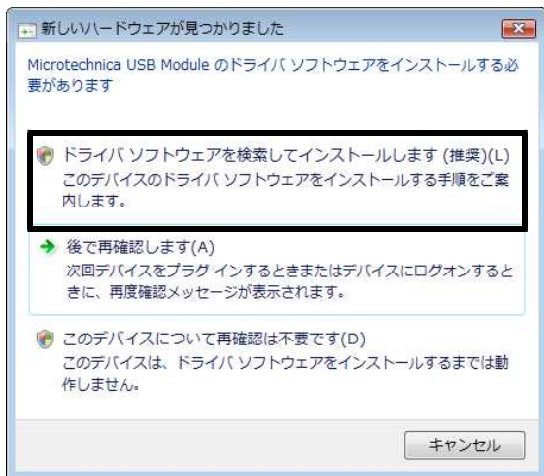 新しいハードウェアが見つかりました
Microtechnica USB Module のドライバ ソフトウェアをインストールする必
要があります
ドライバ ソフトウェアを検索してインストールします (推奨)(L)
このデバイスのドライバ ソフトウェアをインストールする手順をご案
内します。
後で再確認します(A)
次回デバイスをプラグ インするときまたはデバイスにログオンすると
きに、再度確認メッセージが表示されます。
このデバイスについて再確認は不要です(D)
このデバイスは、ドライバ ソフトウェアをインストールするまでは動
作しません。
キャンセル